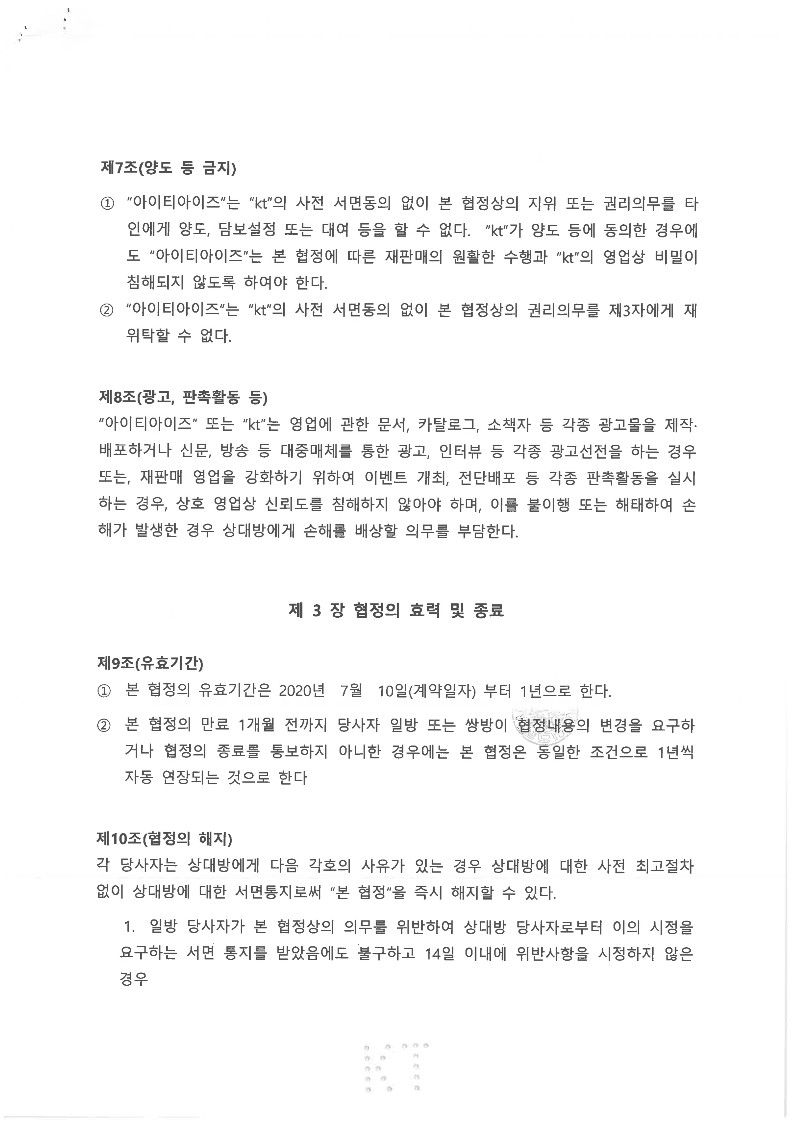 제7조(양도 등 금지)
① "아이티아이즈"는 "kt"의 사전 서면동의 없이 본 협정상의 지위 또는 권리의무를 타
인에게 양도, 담보설정 또는 대여 등을 할 수 없다. "kt"가 양도 등에 동의한 경우에
도 "아이티아이즈"는 본 협정에 따른 재판매의 원활한 수행과 "kt"의 영업상 비밀이
침해되지 않도록 하여야 한다.
② "아이티아이즈"는 "kt"의 사전 서면동의 없이 본 협정상의 권리의무를 제3자에게 재
위탁할 수 없다.
제8조(광고, 판촉활동 등)
"아이티아이즈" 또는 "kt"는 영업에 관한 문서, 카탈로그, 소책자 등 각종 광고물을 제작·
배포하거나 신문, 방송 등 대중매체를 통한 광고, 인터뷰 등 각종 광고선전을 하는 경우
또는, 재판매 영업을 강화하기 위하여 이벤트 개최, 전단배포 등 각종 판촉활동을 실시
하는 경우, 상호 영업상 신뢰도를 침해하지 않아야 하며, 이를 불이행 또는 해태하여 손
해가 발생한 경우 상대방에게 손해를 배상할 의무를 부담한다.
제 3 장 협정의 효력 및 종료
제9조(유효기간)
① 본 협정의 유효기간은 2020년 7월 10일(계약일자) 부터 1년으로 한다.
② 본 협정의 만료 1개월 전까지 당사자 일방 또는 쌍방이 협정내용의 변경을 요구하
거나 협정의 종료를 통보하지 아니한 경우에는 본 협정은 동일한 조건으로 1년씩
자동 연장되는 것으로 한다
제10조(협정의 해지)
각 당사자는 상대방에게 다음 각호의 사유가 있는 경우 상대방에 대한 사전 최고절차
없이 상대방에 대한 서면통지로써 "본 협정"을 즉시 해지할 수 있다.
1. 일방 당사자가 본 협정상의 의무를 위반하여 상대방 당사자로부터 이의 시정을
요구하는 서면 통지를 받았음에도 불구하고 14일 이내에 위반사항을 시정하지 않은
경우
KT